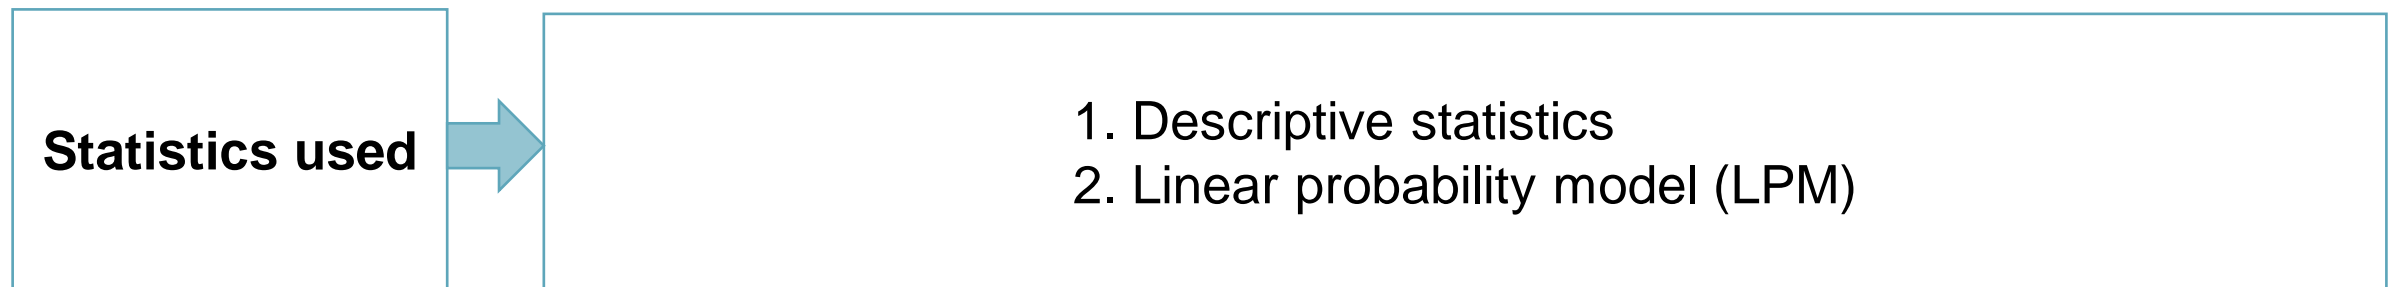 Statistics used
1. Descriptive statistics
2. Linear probability model (LPM)